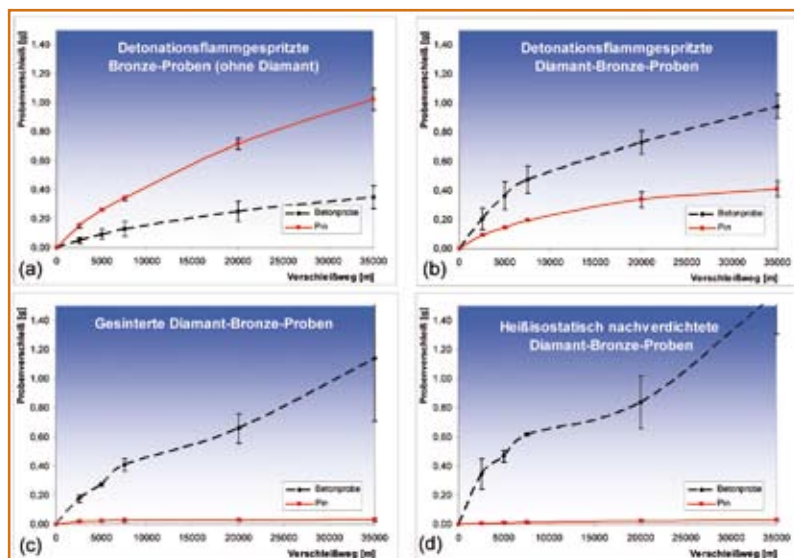 Detonationsflammgespritzte
Bronze-Proben (ohne Diamant)
Probenverschleiß [g]
1,40
1,20
1,00
0,80
0,60
0,40
0,20
0,00
Betonprobe
Pin
0 5000 10000 15000 20000 25000 30000 35000
Verschleißweg [m]
(a)
Detonationsflammgespritzte
Diamant-Bronze-Proben
Probenverschleiß [g]
1,40
1,20
1,00
0,80
0,60
0,40
0,20
0,00
Betonprobe
Pin
0 5000 10000 15000 20000 25000 30000 35000
Verschleißweg [m]
(b)
Gesinterte Diamant-Bronze-Proben
Probenverschleiß [g]
1,40
1,20
1,00
0,80
0,60
0,40
0,20
0,00
Betonprobe
Pin
0 5000 10000 15000 20000 25000 30000 35000
Verschleißweg [m]
(c)
Heißisostatisch nachverdichtete
Diamant-Bronze-Proben
Probenverschleiß [g]
1,40
1,20
1,00
0,80
0,60
0,40
0,20
0,00
Betonprobe
Pin
0 5000 10000 15000 20000 25000 30000 35000
Verschleißweg [m]
(d)